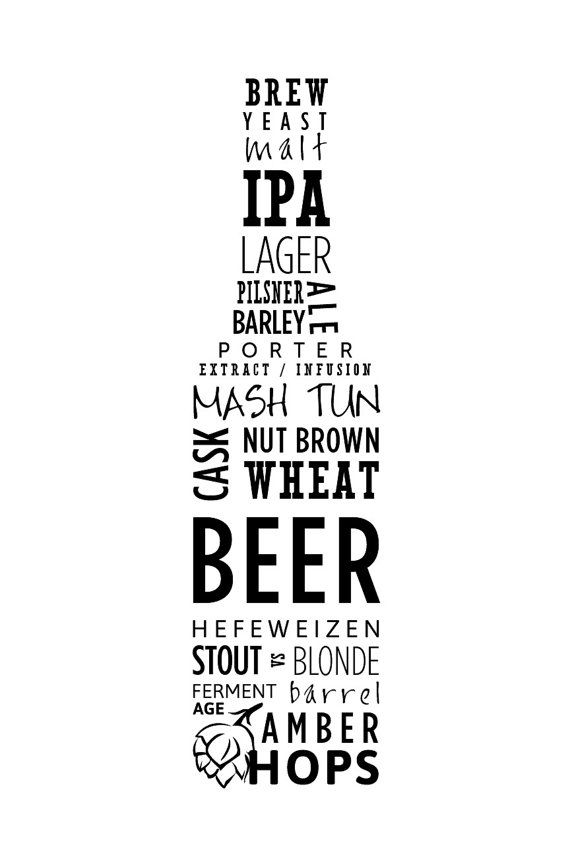 BREW
YEAST
malt
IPA
LAGER
PILSNER
ALE
BARLEY
PORTER
EXTRACT / INFUSION
MASH TUN
CASK
NUT BROWN
WHEAT
BEER
HEFEWEIZEN
STOUT vs BLONDE
FERMENT barrel
AGE
AMBER
HOPS